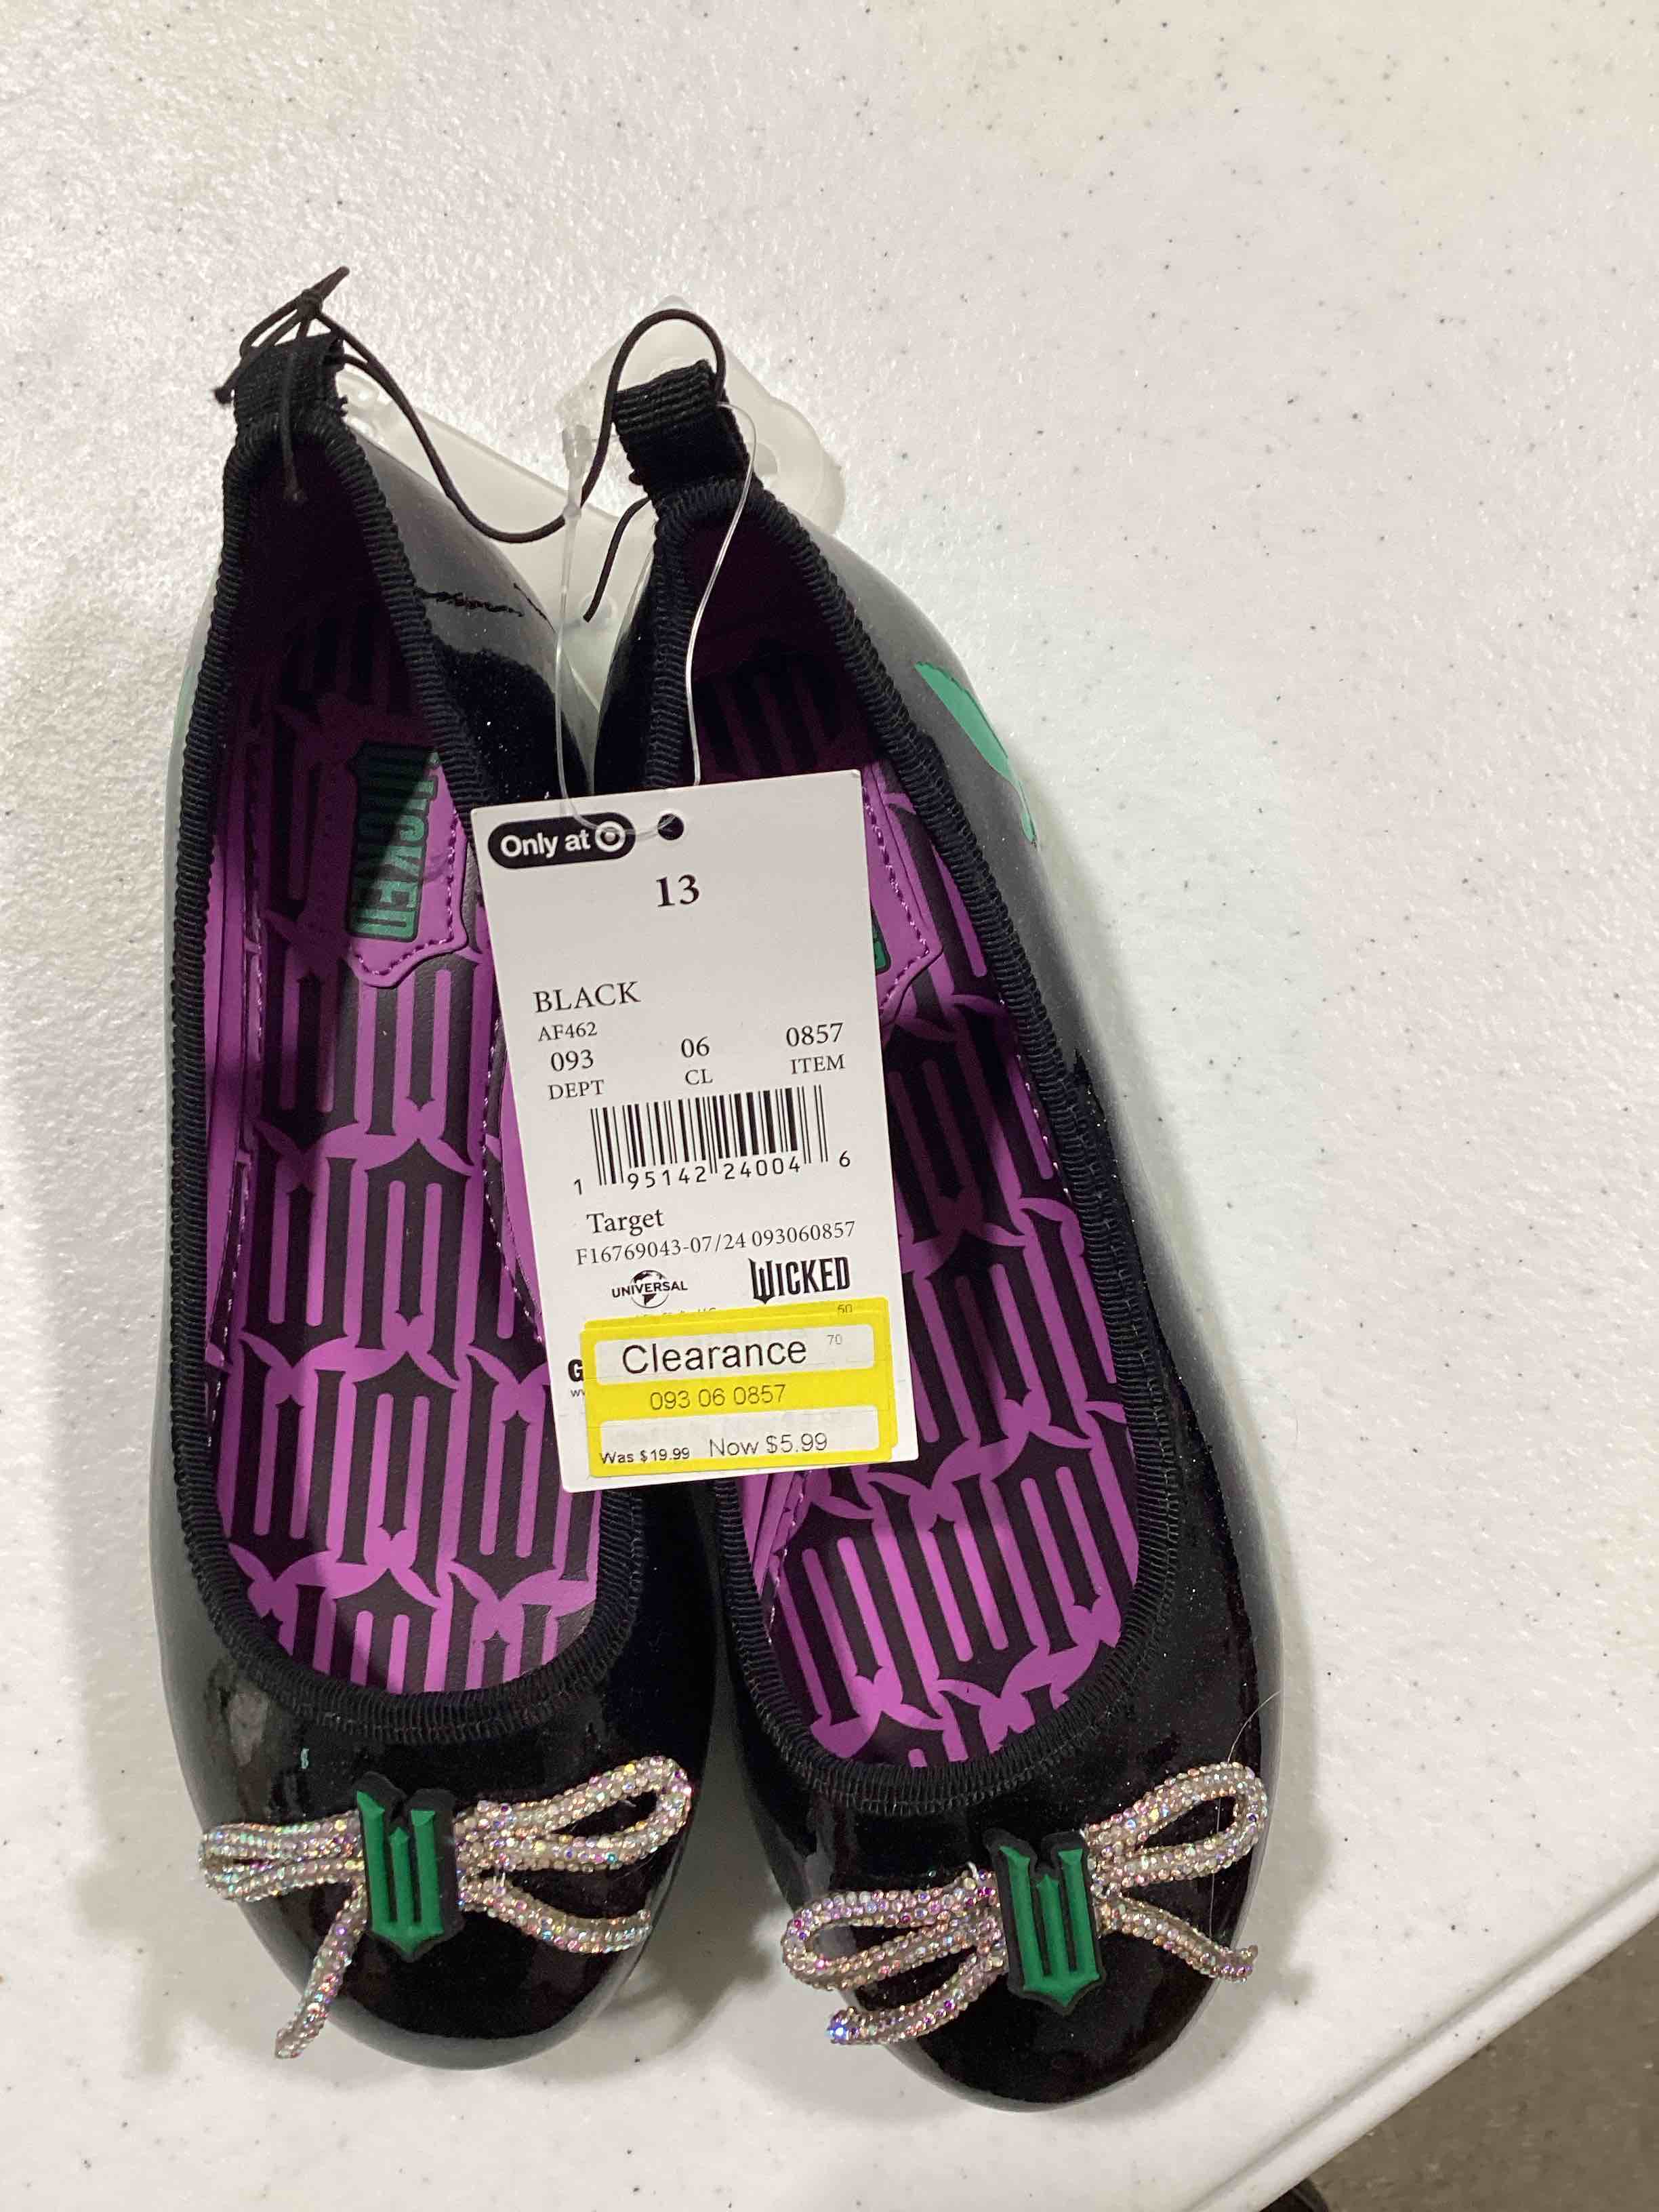 Only at
13
BLACK
AF462
093 06 0857
DEPT CL ITEM
1 95142 24004 6
Target
F16769043-07/24 093060857
UNIVERSAL WICKED
50
Clearance 70
093 06 0857
Was $19.99 Now $5.99
WICKED
W
W